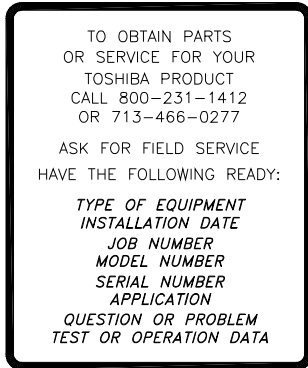 TO OBTAIN PARTS
OR SERVICE FOR YOUR
TOSHIBA PRODUCT
CALL 800-231-1412
OR 713-466-0277
ASK FOR FIELD SERVICE
HAVE THE FOLLOWING READY:
TYPE OF EQUIPMENT
INSTALLATION DATE
JOB NUMBER
MODEL NUMBER
SERIAL NUMBER
APPLICATION
QUESTION OR PROBLEM
TEST OR OPERATION DATA